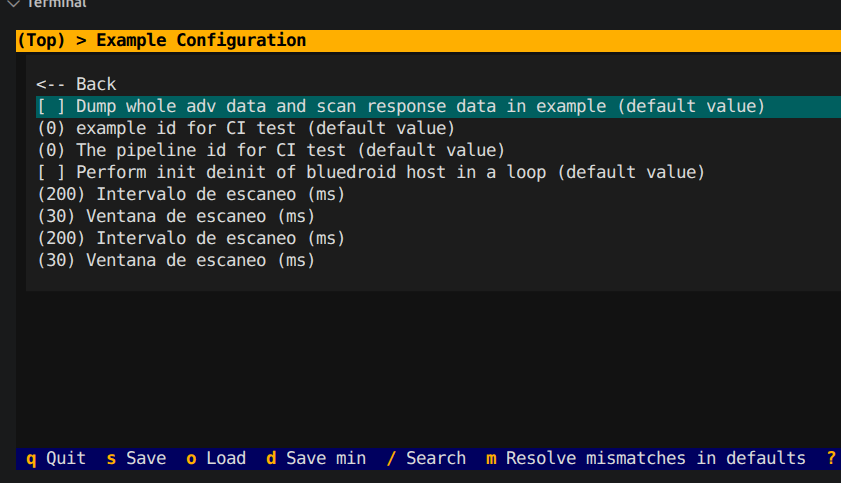 Terminal
(Top) > Example Configuration
<-- Back
[ ] Dump whole adv data and scan response data in example (default value)
(0) example id for CI test (default value)
(0) The pipeline id for CI test (default value)
[ ] Perform init deinit of bluedroid host in a loop (default value)
(200) Intervalo de escaneo (ms)
(30) Ventana de escaneo (ms)
(200) Intervalo de escaneo (ms)
(30) Ventana de escaneo (ms)
q Quit s Save o Load d Save min / Search m Resolve mismatches in defaults ?